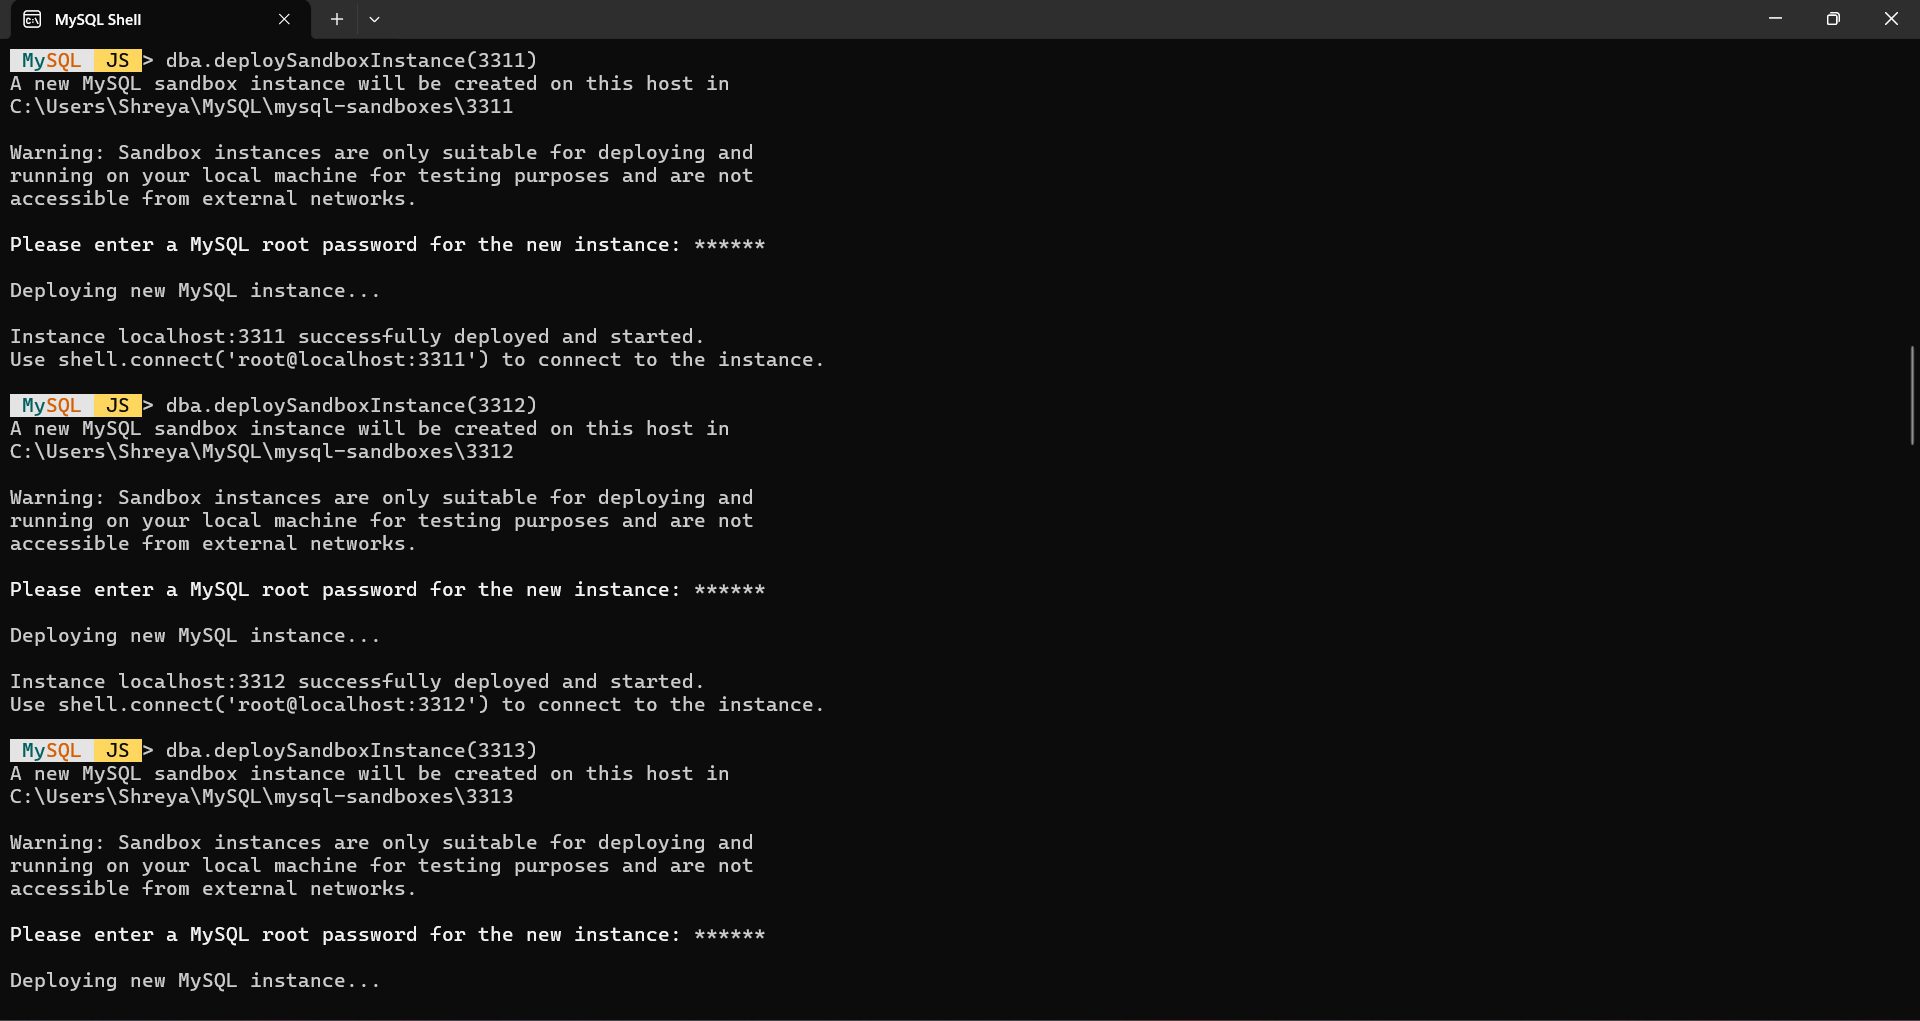 MySQL Shell
MySQL JS > dba.deploySandboxInstance(3311)
A new MySQL sandbox instance will be created on this host in
C:\Users\Shreya\MySQL\mysql-sandboxes\3311
Warning: Sandbox instances are only suitable for deploying and
running on your local machine for testing purposes and are not
accessible from external networks.
Please enter a MySQL root password for the new instance: ******
Deploying new MySQL instance...
Instance localhost:3311 successfully deployed and started.
Use shell.connect('root@localhost:3311') to connect to the instance.
MySQL JS > dba.deploySandboxInstance(3312)
A new MySQL sandbox instance will be created on this host in
C:\Users\Shreya\MySQL\mysql-sandboxes\3312
Warning: Sandbox instances are only suitable for deploying and
running on your local machine for testing purposes and are not
accessible from external networks.
Please enter a MySQL root password for the new instance: ******
Deploying new MySQL instance...
Instance localhost:3312 successfully deployed and started.
Use shell.connect('root@localhost:3312') to connect to the instance.
MySQL JS > dba.deploySandboxInstance(3313)
A new MySQL sandbox instance will be created on this host in
C:\Users\Shreya\MySQL\mysql-sandboxes\3313
Warning: Sandbox instances are only suitable for deploying and
running on your local machine for testing purposes and are not
accessible from external networks.
Please enter a MySQL root password for the new instance: ******
Deploying new MySQL instance...